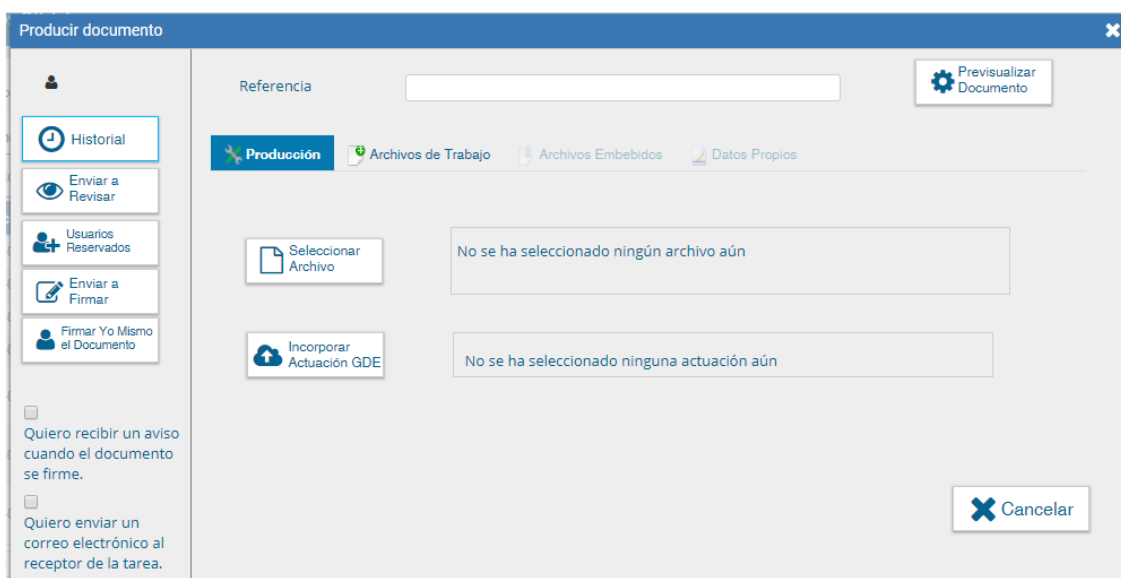 Producir documento
Referencia
Previsualizar
Documento
Historial
Enviar a
Revisar
Usuarios
Reservados
Enviar a
Firmar
Firmar Yo Mismo
el Documento
Quiero recibir un aviso
cuando el documento
se firme.
Quiero enviar un
correo electrónico al
receptor de la tarea.
Producción Archivos de Trabajo Archivos Embebidos Datos Propios
Seleccionar
Archivo
No se ha seleccionado ningún archivo aún
Incorporar
Actuación GDE
No se ha seleccionado ninguna actuación aún
Cancelar